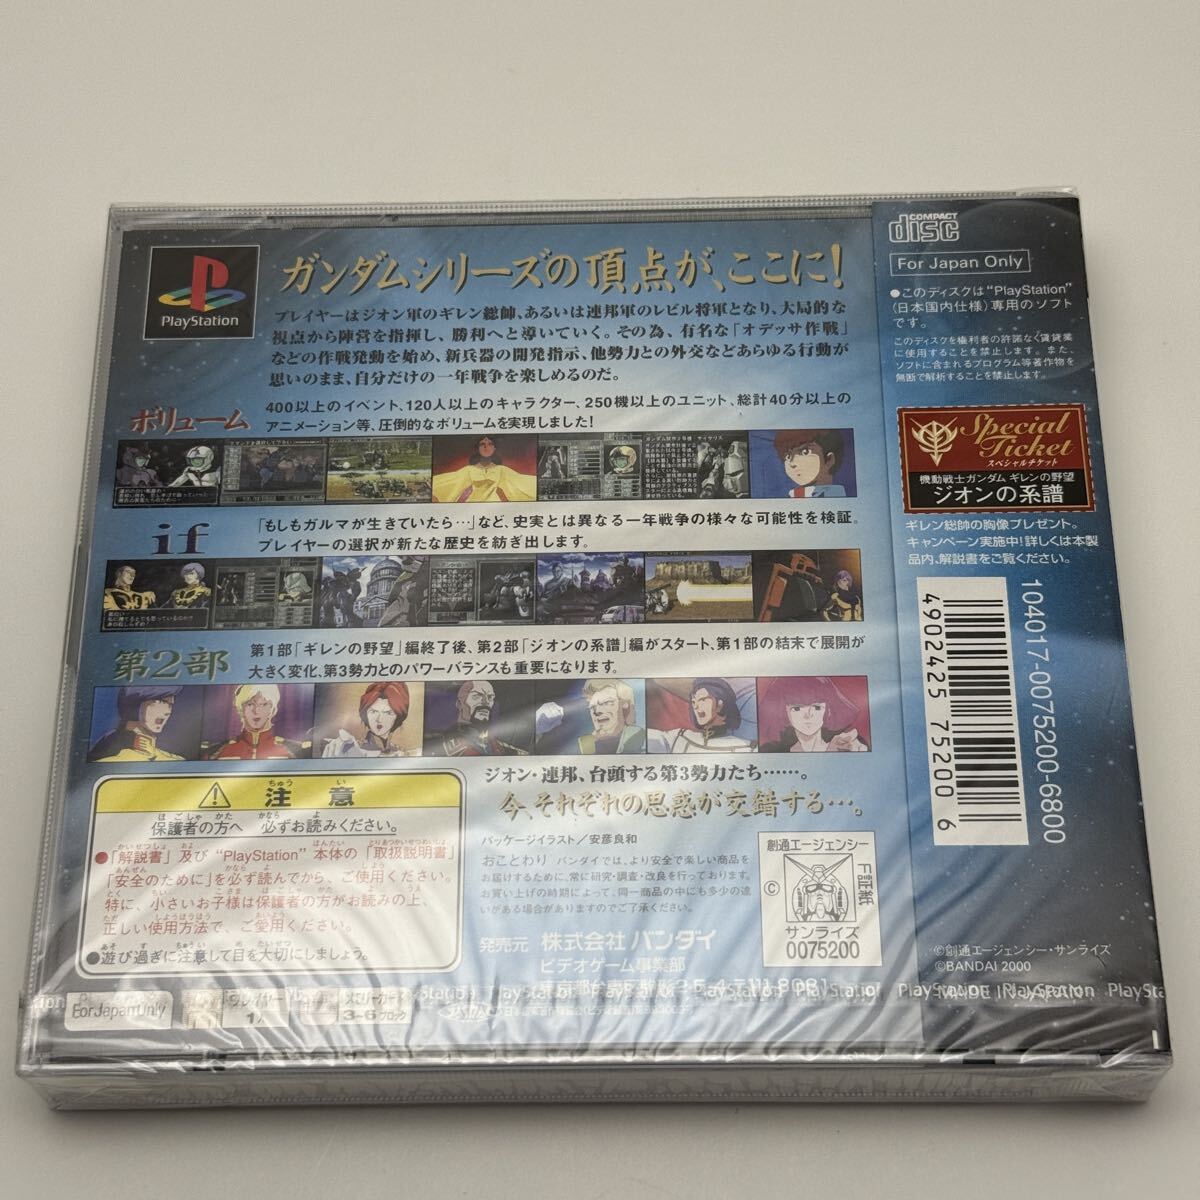 PlayStation
ガンダムシリーズの頂点が、ここに!
プレイヤーはジオン軍のギレン総帥、あるいは連邦軍のレビル将軍となり、大局的な
視点から陣営を指揮し、勝利へと導いていく。その為、有名な「オデッサ作戦」
などの作戦発動を始め、新兵器の開発指示、他勢力との外交などあらゆる行動が
思いのまま、自分だけの一年戦争を楽しめるのだ。
ボリューム
400以上のイベント、120人以上のキャラクター、250機以上のユニット、総計40分以上の
アニメーション等、圧倒的なボリュームを実現しました!
if
「もしもガルマが生きていたら…」など、史実とは異なる一年戦争の様々な可能性を検証。
プレイヤーの選択が新たな歴史を紡ぎ出します。
第2部
第1部「ギレンの野望」編終了後、第2部「ジオンの系譜」編がスタート、第1部の結末で展開が
大きく変化、第3勢力とのパワーバランスも重要になります。
ジオン・連邦、台頭する第3勢力たち……。
今、それぞれの思惑が交錯する…。
注意
ちゅう い
保護者の方へ 必ずお読みください。
●「解説書」及び“PlayStation”本体の「取扱説明書」
「安全のために」を必ず読んでから、ご使用ください。
特に、小さいお子様は保護者の方がお読みの上、
正しい使用方法で、ご愛用ください。
●遊び過ぎに注意して目を大切にしましょう。
パッケージイラスト/安彦良和
おことわり バンダイでは、より安全で楽しい商品を
お届けするために、常に研究・調査・改良を行っております。
お買い上げの時期によって、同一商品の中にも多少の違
いがある場合がありますのでご了承ください。
発売元 株式会社 バンダイ
ビデオゲーム事業部
創通エージェンシー
©
F証紙
サンライズ
0075200
For Japan Only
プレイヤー
1人
メモリーカード
3~6ブロック
PlayStation PlayStation PlayStation
COMPACT
disc
For Japan Only
●このディスクは“PlayStation”
(日本国内仕様)専用のソフト
です。
このディスクを権利者の許諾なく賃貸業
に使用することを禁止します。また、
ソフトに含まれるプログラム等著作物を
無断で解析することを禁止します。
Special
Ticket
スペシャルチケット
機動戦士ガンダム ギレンの野望
ジオンの系譜
ギレン総帥の胸像プレゼント。
キャンペーン実施中!詳しくは本製
品内、解説書をご覧ください。
4902425 75200 6
104017-0075200-6800
©創通エージェンシー・サンライズ
©BANDAI 2000
MADE IN JAPAN